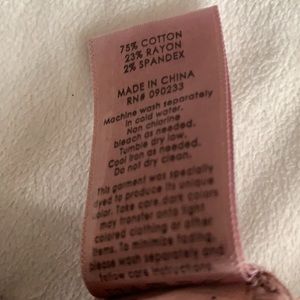 75% COTTON
23% RAYON
2% SPANDEX
MADE IN CHINA
RN# 090233
Machine wash separately
in cold water.
Non chlorine
bleach as needed.
Tumble dry low.
Cool iron as needed.
Do not dry clean.
This garment was specially
dyed to produce its unique
color. Take care, dark colors
may transfer onto light
colored clothing or other
items. To minimize fading,
please wash separately and
follow care instructions.